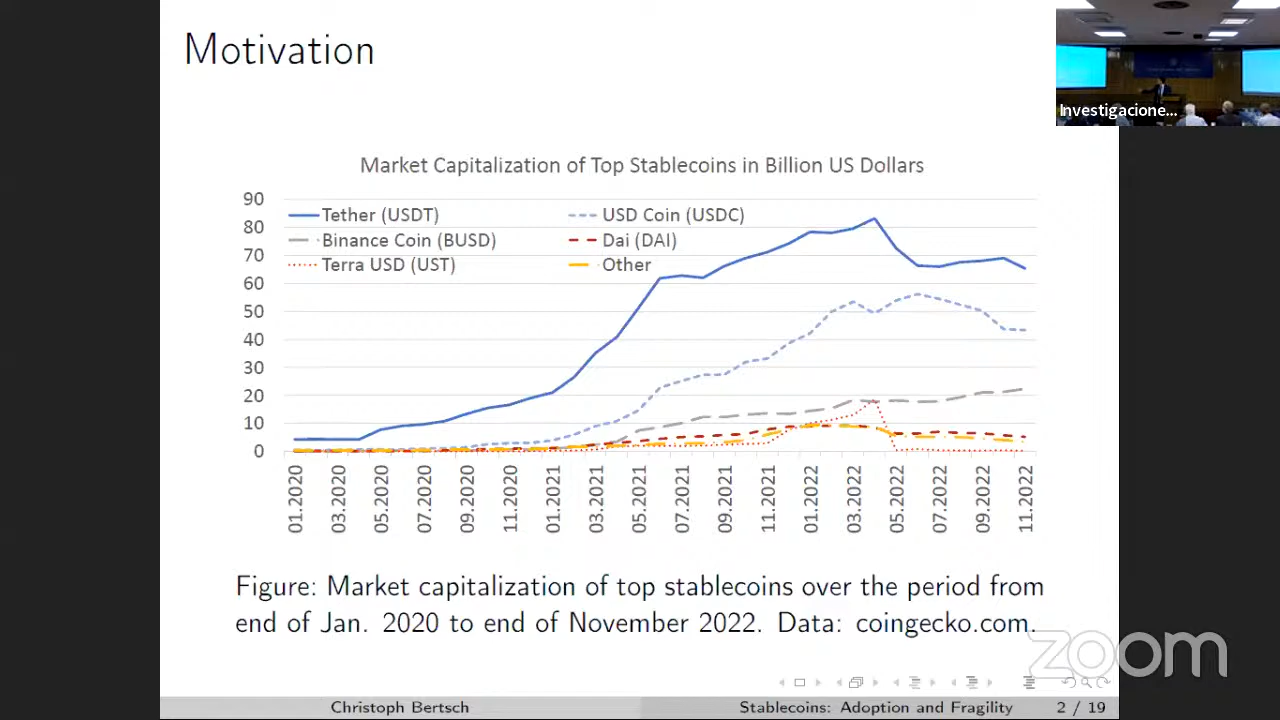 Motivation
Investigacione...
Market Capitalization of Top Stablecoins in Billion US Dollars
90
80
70
60
50
40
30
20
10
0
Tether (USDT)
USD Coin (USDC)
Binance Coin (BUSD)
Dai (DAI)
Terra USD (UST)
Other
01.2020
03.2020
05.2020
07.2020
09.2020
11.2020
01.2021
03.2021
05.2021
07.2021
09.2021
11.2021
01.2022
03.2022
05.2022
07.2022
09.2022
11.2022
Figure: Market capitalization of top stablecoins over the period from
end of Jan. 2020 to end of November 2022. Data: coingecko.com.
zoom
Christoph Bertsch
Stablecoins: Adoption and Fragility
2 / 19